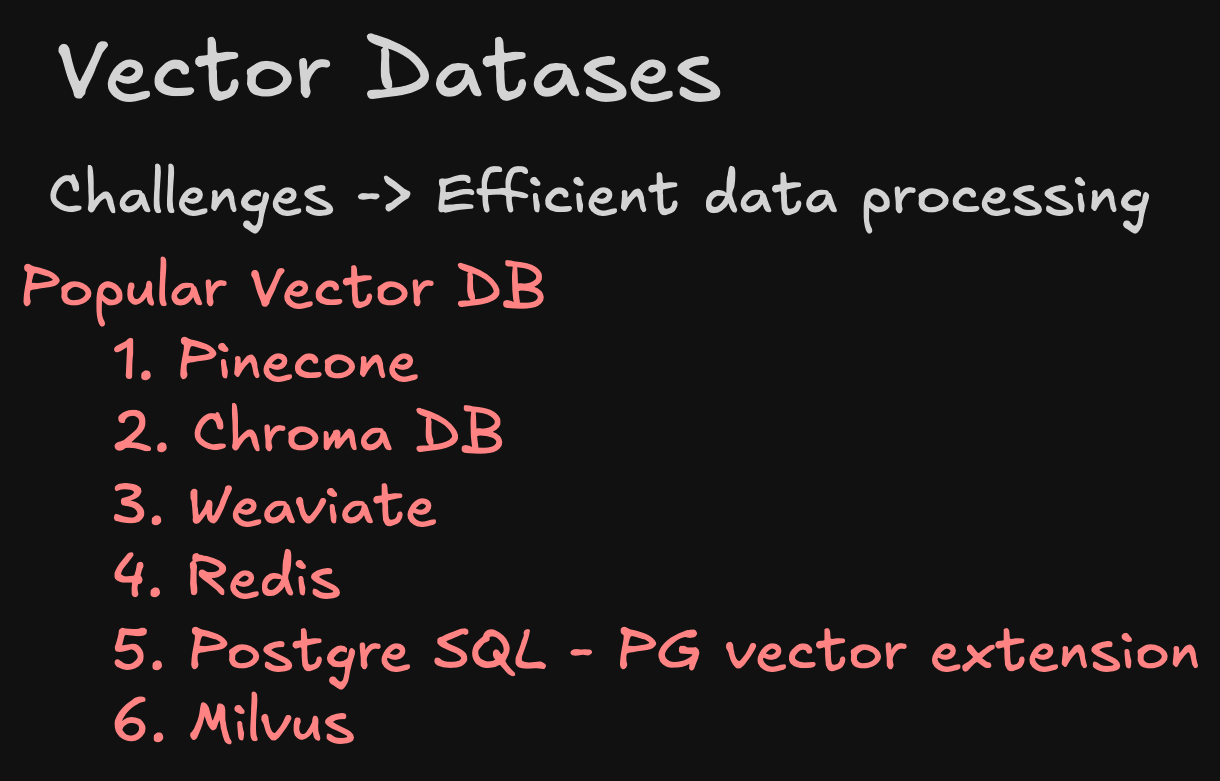 Vector Datases
Challenges -> Efficient data processing
Popular Vector DB
1. Pinecone
2. Chroma DB
3. Weaviate
4. Redis
5. Postgre SQL - PG vector extension
6. Milvus